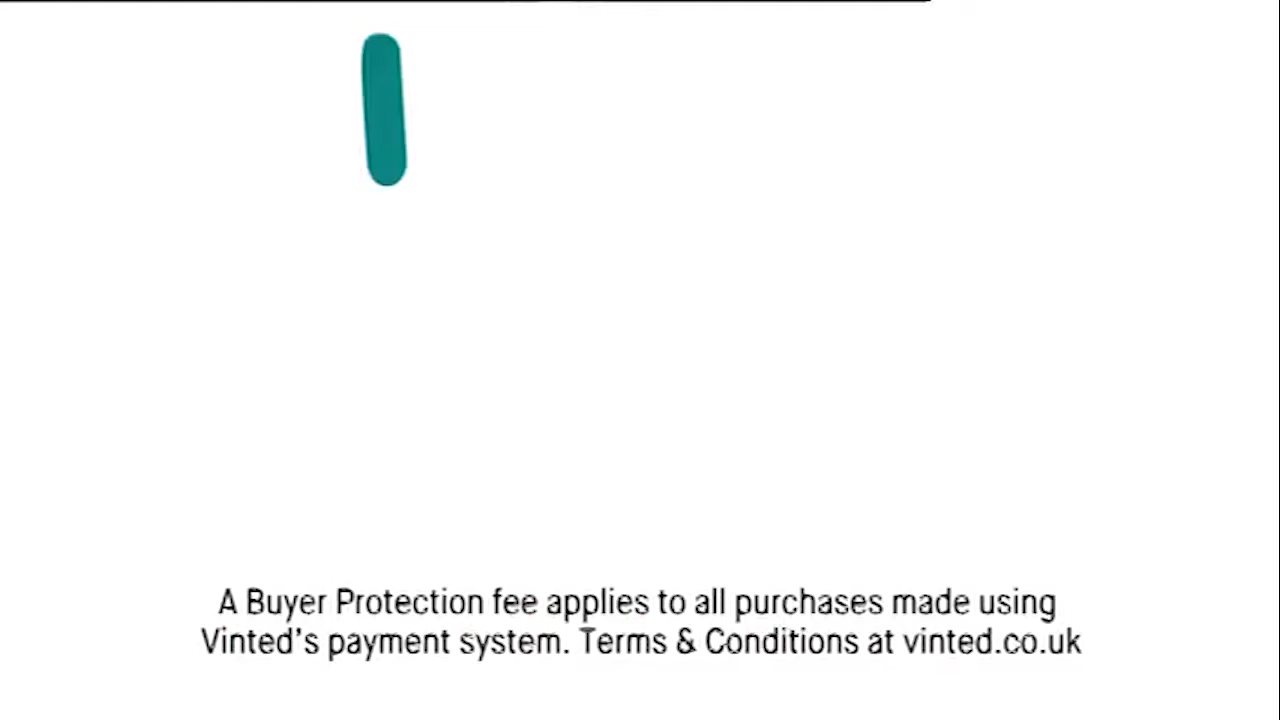 A Buyer Protection fee applies to all purchases made using
Vinted's payment system. Terms & Conditions at vinted.co.uk